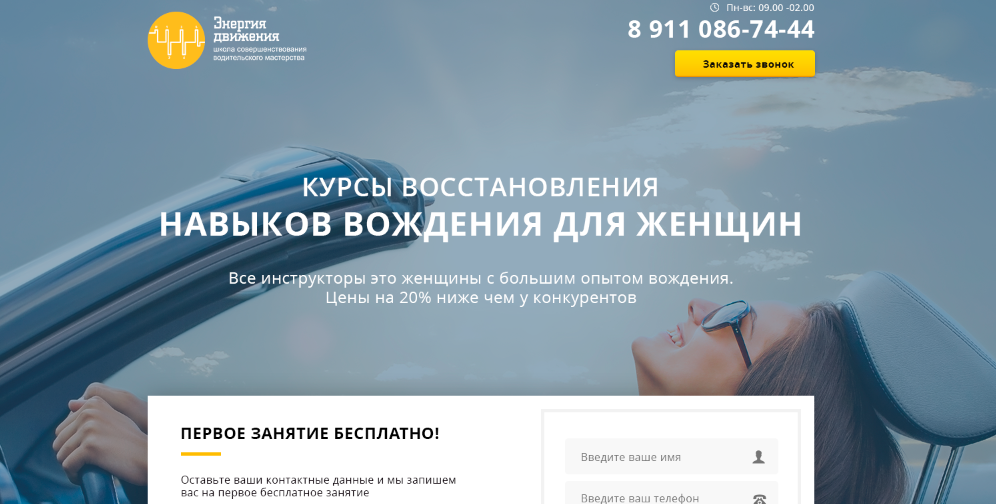 Энергия
движения
школа совершенствования
водительского мастерства
Пн-вс: 09.00 -02.00
8 911 086-74-44
Заказать звонок
КУРСЫ ВОССТАНОВЛЕНИЯ
НАВЫКОВ ВОЖДЕНИЯ ДЛЯ ЖЕНЩИН
Все инструкторы это женщины с большим опытом вождения.
Цены на 20% ниже чем у конкурентов
ПЕРВОЕ ЗАНЯТИЕ БЕСПЛАТНО!
Оставьте ваши контактные данные и мы запишем
вас на первое бесплатное занятие
Введите ваше имя
Введите ваш телефон